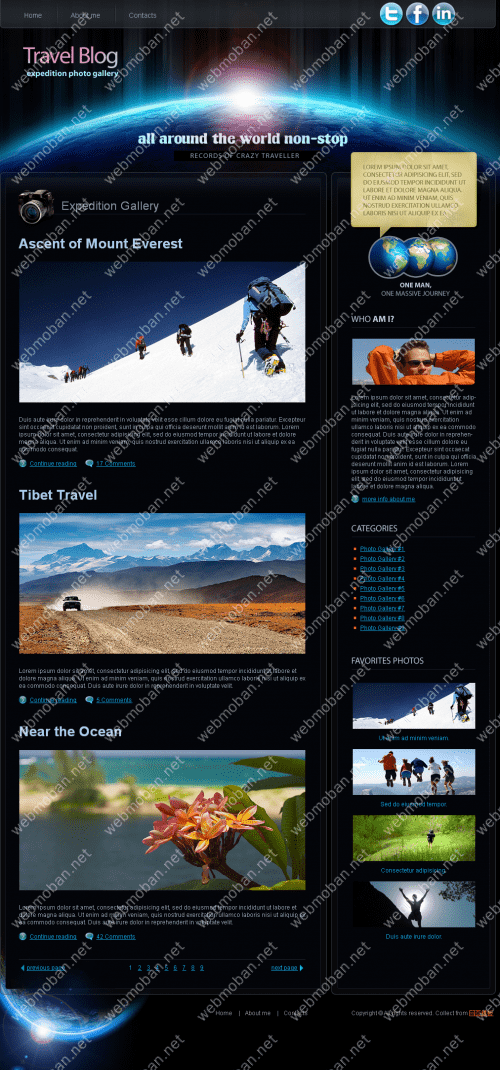 Home
About me
Contacts
Travel Blog
expedition photo gallery
all around the world non-stop
RECORDS OF CRAZY TRAVELLER
LOREM IPSUM DOLOR SIT AMET,
CONSECTETUR ADIPISICING ELIT, SED
DO EIUSMOD TEMPOR INCIDIDUNT UT
LABORE ET DOLORE MAGNA ALIQUA.
UT ENIM AD MINIM VENIAM, QUIS
NOSTRUD EXERCITATION ULLAMCO
LABORIS NISI UT ALIQUIP EX EA
ONE MAN,
ONE MASSIVE JOURNEY
Expedition Gallery
Ascent of Mount Everest
Duis aute irure dolor in reprehenderit in voluptate velit esse cillum dolore eu fugiat nulla pariatur. Excepteur
sint occaecat cupidatat non proident, sunt in culpa qui officia deserunt mollit anim id est laborum. Lorem
ipsum dolor sit amet, consectetur adipisicing elit, sed do eiusmod tempor incididunt ut labore et dolore
magna aliqua. Ut enim ad minim veniam, quis nostrud exercitation ullamco laboris nisi ut aliquip ex ea
commodo consequat.
Continue reading
17 Comments
Tibet Travel
Lorem ipsum dolor sit amet, consectetur adipisicing elit, sed do eiusmod tempor incididunt ut labore et
dolore magna aliqua. Ut enim ad minim veniam, quis nostrud exercitation ullamco laboris nisi ut aliquip ex
ea commodo consequat. Duis aute irure dolor in reprehenderit in voluptate velit.
Continue reading
Comments
Near the Ocean
Lorem ipsum dolor sit amet, consectetur adipisicing elit, sed do eiusmod tempor incididunt ut labore et
dolore magna aliqua. Ut enim ad minim veniam, quis nostrud exercitation ullamco laboris nisi ut aliquip ex ea
commodo consequat. Duis aute irure dolor in reprehenderit in voluptate velit.
Continue reading
42 Comments
previous page
1 2 3 4 5 6 7 8 9
next page
WHO AM I?
Lorem ipsum dolor sit amet, consectetur adip-
isicing elit, sed do eiusmod tempor incididunt
ut labore et dolore magna aliqua. Ut enim ad
minim veniam, quis nostrud exercitation
ullamco laboris nisi ut aliquip ex ea commodo
consequat. Duis aute irure dolor in reprehen-
derit in voluptate velit esse cillum dolore eu
fugiat nulla pariatur. Excepteur sint occaecat
cupidatat non proident, sunt in culpa qui officia
deserunt mollit anim id est laborum. Lorem
ipsum dolor sit amet, consectetur adipisicing
elit, sed do eiusmod tempor incididunt ut
labore et dolore magna aliqua.
more info about me
CATEGORIES
Photo Gallery #1
Photo Gallery #2
Photo Gallery #3
Photo Gallery #4
Photo Gallery #5
Photo Gallery #6
Photo Gallery #7
Photo Gallery #8
Photo Gallery #9
FAVORITES PHOTOS
Ut enim ad minim veniam.
Sed do eiusmod tempor.
Consectetur adipisicing
Duis aute irure dolor
Home | About me | Contacts
Copyright © All rights reserved. Collect from
webmoban.net